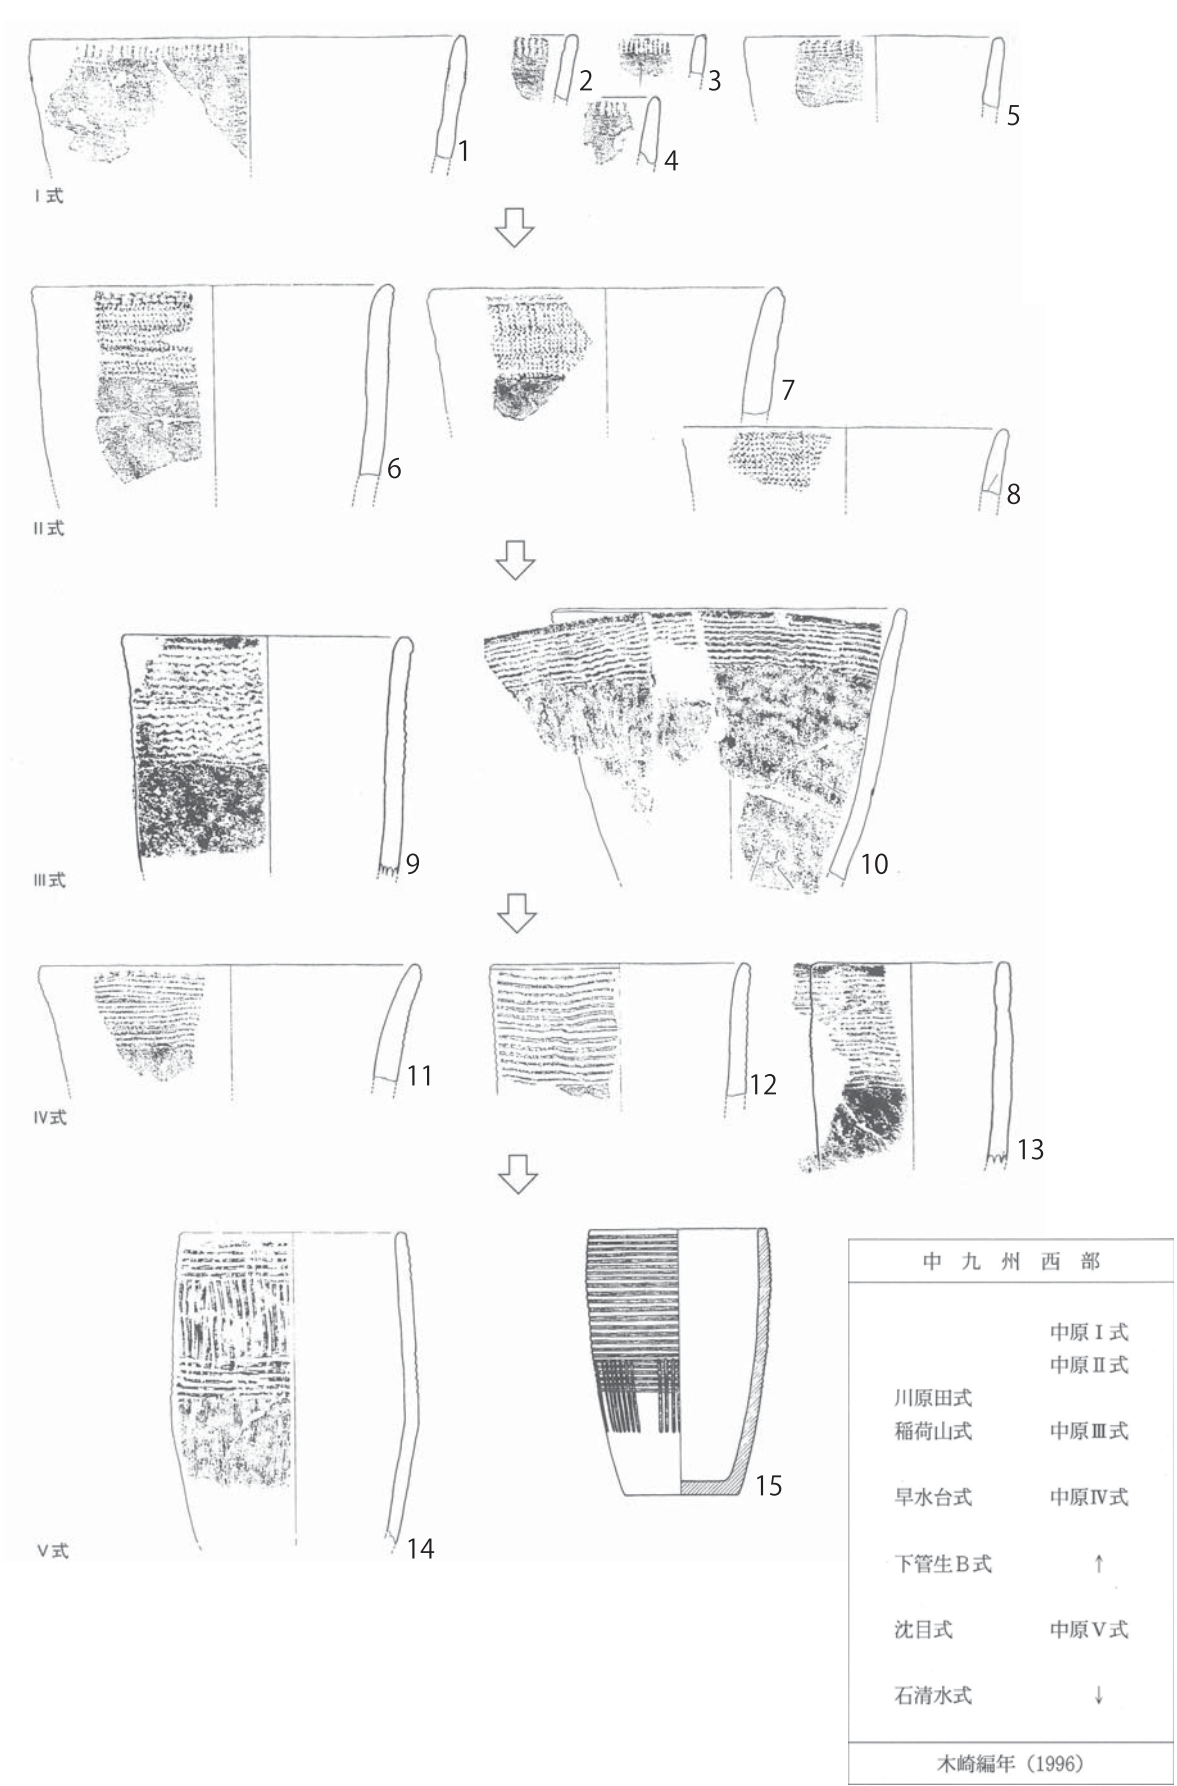 1
2
3
4
5
I式
6
7
8
II式
9
10
III式
11
12
13
IV式
14
15
V式
中九州西部
中原Ⅰ式
中原Ⅱ式
川原田式
稲荷山式 中原Ⅲ式
早水台式 中原Ⅳ式
下管生B式 ↑
沈目式 中原Ⅴ式
石清水式 ↓
木崎編年（1996）